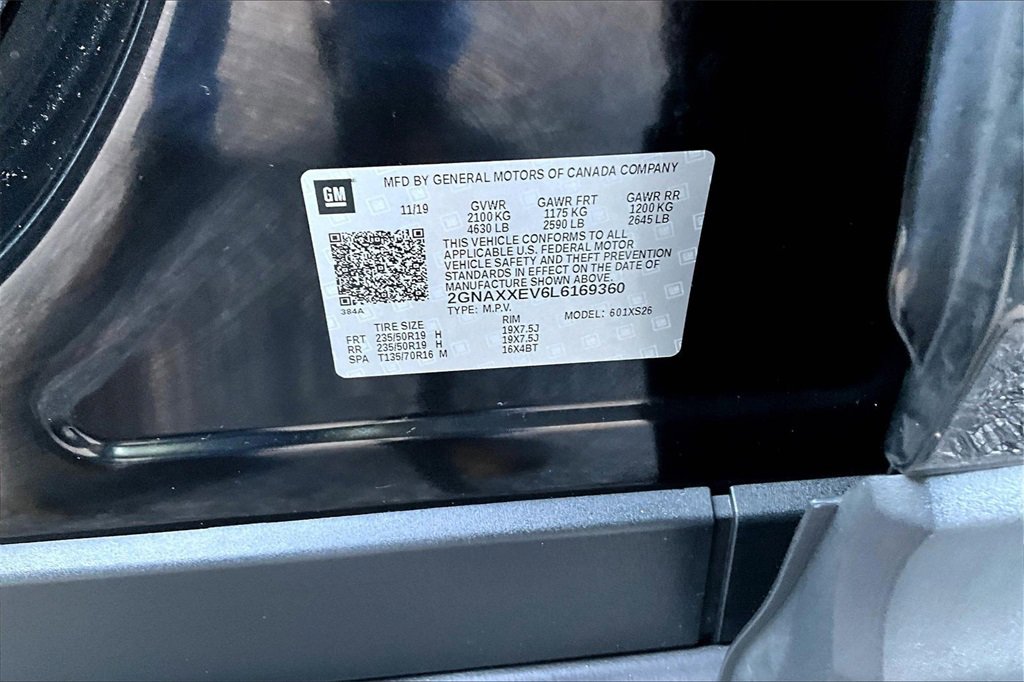 MFD BY GENERAL MOTORS OF CANADA COMPANY
GM
11/19 GVWR GAWR FRT GAWR RR
2100 KG 1175 KG 1200 KG
4630 LB 2590 LB 2645 LB
THIS VEHICLE CONFORMS TO ALL
APPLICABLE U.S. FEDERAL MOTOR
VEHICLE SAFETY AND THEFT PREVENTION
STANDARDS IN EFFECT ON THE DATE OF
MANUFACTURE SHOWN ABOVE.
384A
2GNAXXEV6L6169360
TYPE: M.P.V. MODEL: 601XS26
TIRE SIZE RIM
FRT 235/50R19 H 19X7.5J
RR 235/50R19 H 19X7.5J
SPA T135/70R16 M 16X4BT